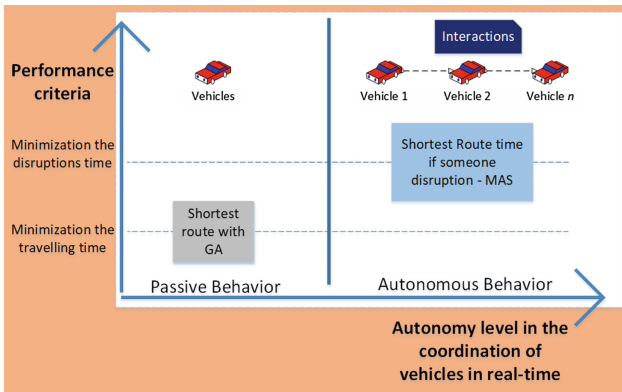 Performance
criteria
Interactions
Vehicles
Vehicle 1
Vehicle 2
Vehicle n
Minimization the
disruptions time
Shortest Route time
if someone
disruption - MAS
Minimization the
travelling time
Shortest
route with
GA
Passive Behavior
Autonomous Behavior
Autonomy level in the
coordination of
vehicles in real-time